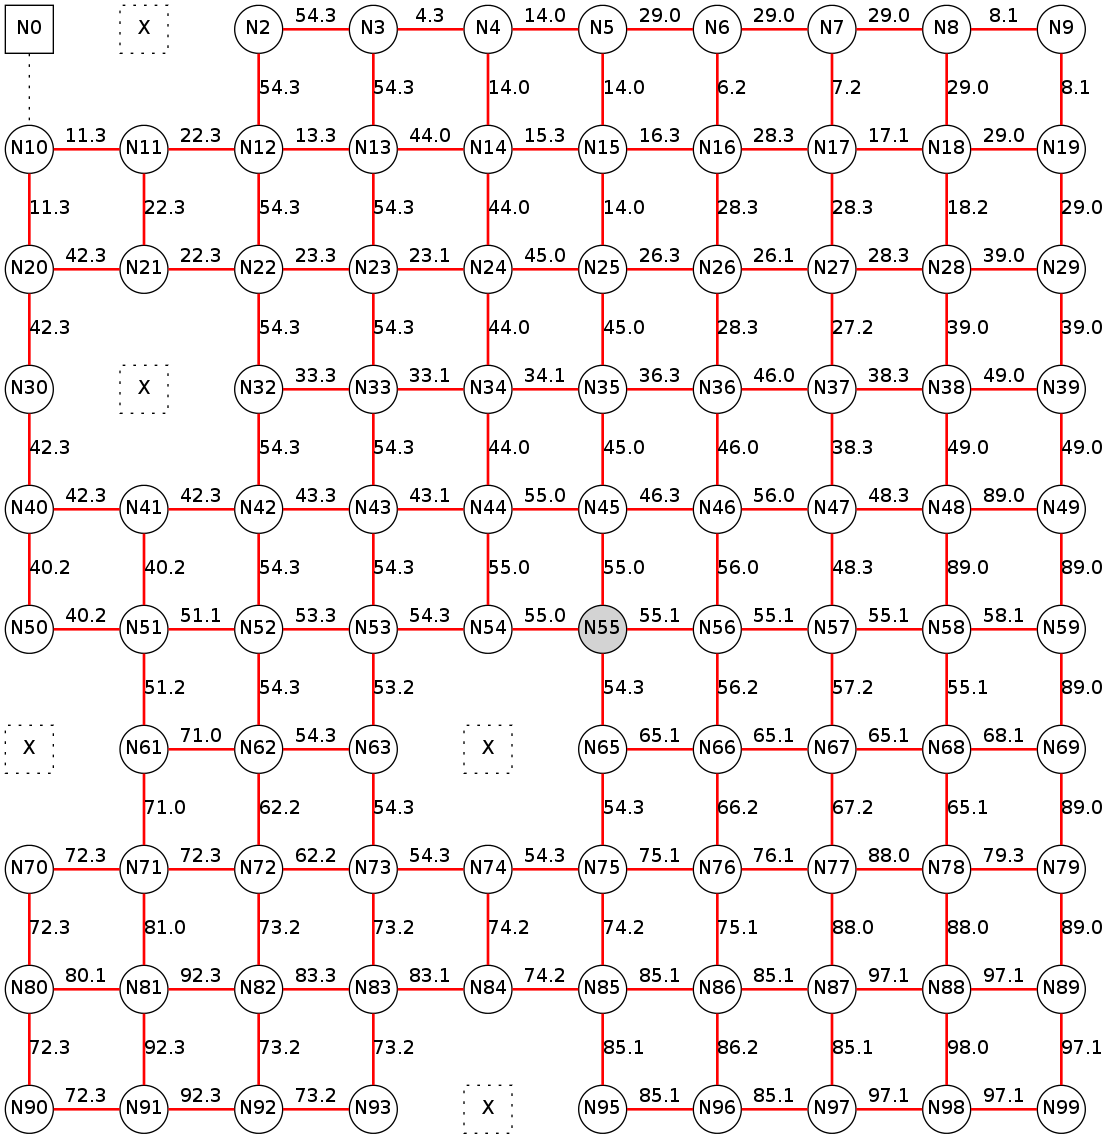 N0 X N2 54.3 N3 4.3 N4 14.0 N5 29.0 N6 29.0 N7 29.0 N8 8.1 N9
54.3 54.3 14.0 14.0 6.2 7.2 29.0 8.1
N10 11.3 N11 22.3 N12 13.3 N13 44.0 N14 15.3 N15 16.3 N16 28.3 N17 17.1 N18 29.0 N19
11.3 22.3 54.3 54.3 44.0 14.0 28.3 28.3 18.2 29.0
N20 42.3 N21 22.3 N22 23.3 N23 23.1 N24 45.0 N25 26.3 N26 26.1 N27 28.3 N28 39.0 N29
42.3 54.3 54.3 44.0 45.0 28.3 27.2 39.0 39.0
N30 X N32 33.3 N33 33.1 N34 34.1 N35 36.3 N36 46.0 N37 38.3 N38 49.0 N39
42.3 54.3 54.3 44.0 45.0 46.0 38.3 49.0 49.0
N40 42.3 N41 42.3 N42 43.3 N43 43.1 N44 55.0 N45 46.3 N46 56.0 N47 48.3 N48 89.0 N49
40.2 40.2 54.3 54.3 55.0 55.0 56.0 48.3 89.0 89.0
N50 40.2 N51 51.1 N52 53.3 N53 54.3 N54 55.0 N55 55.1 N56 55.1 N57 55.1 N58 58.1 N59
51.2 54.3 53.2 54.3 56.2 57.2 55.1 89.0
X N61 71.0 N62 54.3 N63 X N65 65.1 N66 65.1 N67 65.1 N68 68.1 N69
71.0 62.2 54.3 54.3 66.2 67.2 65.1 89.0
N70 72.3 N71 72.3 N72 62.2 N73 54.3 N74 54.3 N75 75.1 N76 76.1 N77 88.0 N78 79.3 N79
72.3 81.0 73.2 73.2 74.2 74.2 75.1 88.0 88.0 89.0
N80 80.1 N81 92.3 N82 83.3 N83 83.1 N84 74.2 N85 85.1 N86 85.1 N87 97.1 N88 97.1 N89
72.3 92.3 73.2 73.2 85.1 86.2 85.1 98.0 97.1
N90 72.3 N91 92.3 N92 73.2 N93 X N95 85.1 N96 85.1 N97 97.1 N98 97.1 N99